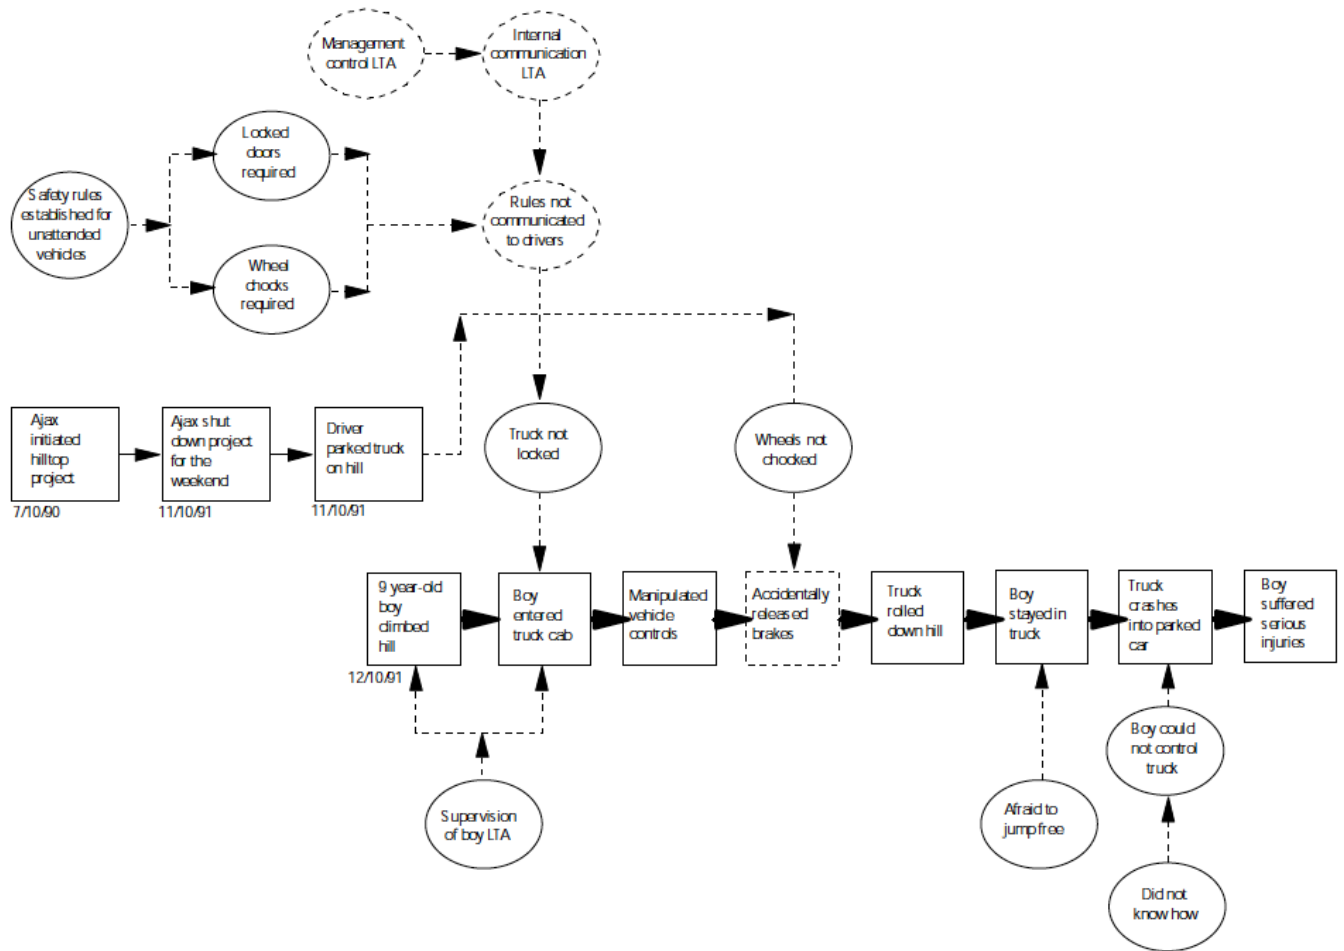 Management
control LTA
Internal
communication
LTA
Locked
doors
required
Safety rules
established for
unattended
vehicles
Rules not
communicated
to drivers
Wheel
chocks
required
Ajax
initiated
hilltop
project
7/10/90
Ajax shut
down project
for the
weekend
11/10/91
Driver
parked truck
on hill
11/10/91
Truck not
locked
Wheels not
chocked
9 year-old
boy
climbed
hill
12/10/91
Boy
entered
truck cab
Manipulated
vehicle
controls
Accidentally
released
brakes
Truck
rolled
down hill
Boy
stayed in
truck
Truck
crashes
into parked
car
Boy
suffered
serious
injuries
Supervision
of boy LTA
Afraid to
jump free
Boy could
not control
truck
Did not
know how